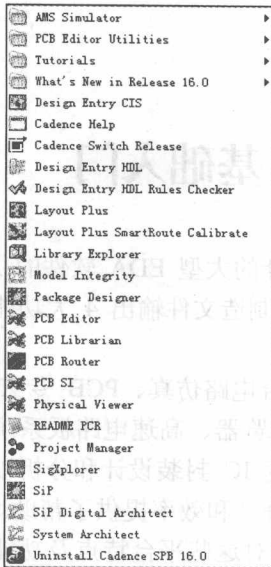 AMS Simulator
PCB Editor Utilities
Tutorials
What's New in Release 16.0
Design Entry CIS
Cadence Help
Cadence Switch Release
Design Entry HDL
Design Entry HDL Rules Checker
Layout Plus
Layout Plus SmartRoute Calibrate
Library Explorer
Model Integrity
Package Designer
PCB Editor
PCB Librarian
PCB Router
PCB SI
Physical Viewer
README PCR
Project Manager
SigXplorer
SiP
SiP Digital Architect
System Architect
Uninstall Cadence SPB 16.0